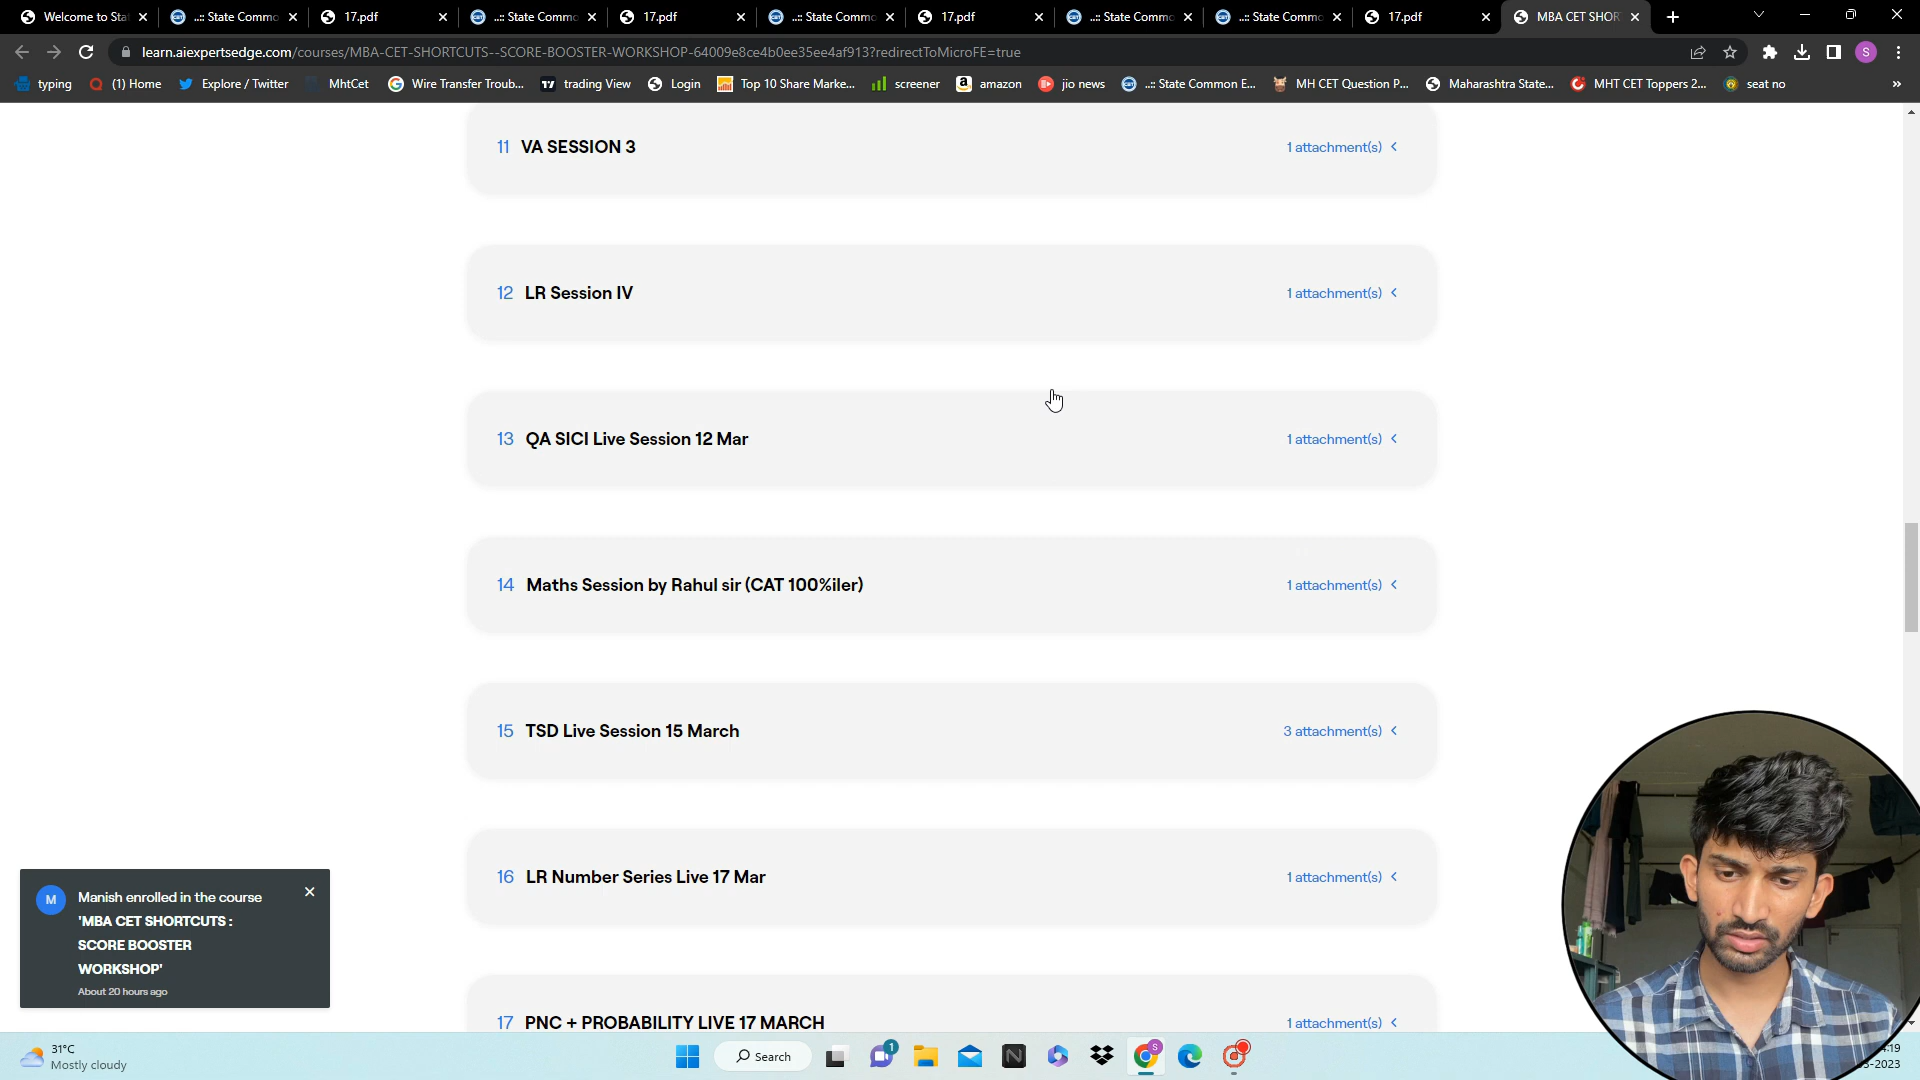 Welcome to Sta
..:: State Commo
17.pdf
..:: State Commo
17.pdf
..:: State Commo
17.pdf
..:: State Commo
..:: State Commo
17.pdf
MBA CET SHOR
learn.aiexpertsedge.com/courses/MBA-CET-SHORTCUTS--SCORE-BOOSTER-WORKSHOP-64009e8ce4b0ee35ee4af913?redirectToMicroFE=true
S
typing
(1) Home
Explore / Twitter
MhtCet
Wire Transfer Troub...
trading View
Login
Top 10 Share Marke...
screener
amazon
jio news
..:: State Common E...
MH CET Question P...
Maharashtra State...
MHT CET Toppers 2...
seat no
»
11 VA SESSION 3 1 attachment(s)
12 LR Session IV 1 attachment(s)
13 QA SICI Live Session 12 Mar 1 attachment(s)
14 Maths Session by Rahul sir (CAT 100%iler) 1 attachment(s)
15 TSD Live Session 15 March 3 attachment(s)
16 LR Number Series Live 17 Mar 1 attachment(s)
17 PNC + PROBABILITY LIVE 17 MARCH 1 attachment(s)
M
Manish enrolled in the course
'MBA CET SHORTCUTS :
SCORE BOOSTER
WORKSHOP'
About 20 hours ago
31°C
Mostly cloudy
Search
1
S